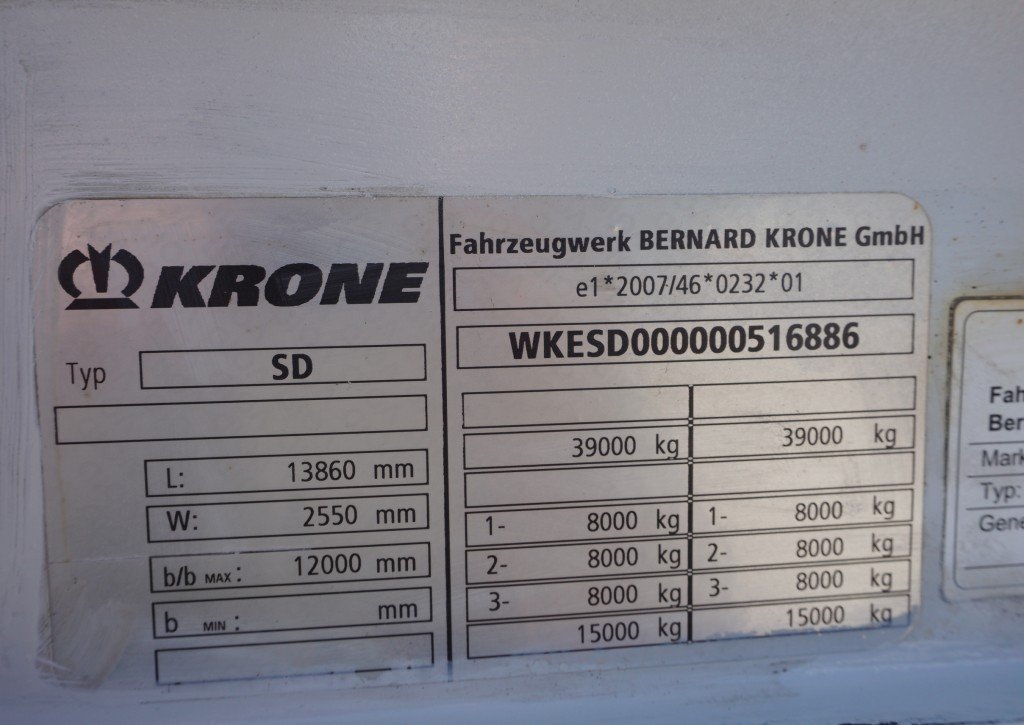 KRONE
Typ SD
L: 13860 mm
W: 2550 mm
b/b MAX: 12000 mm
b MIN: mm
Fahrzeugwerk BERNARD KRONE GmbH
e1*2007/46*0232*01
WKESD000000516886
39000 kg 39000 kg
1- 8000 kg 1- 8000 kg
2- 8000 kg 2- 8000 kg
3- 8000 kg 3- 8000 kg
15000 kg 15000 kg
Fah
Ber
Mark
Typ:
Gene